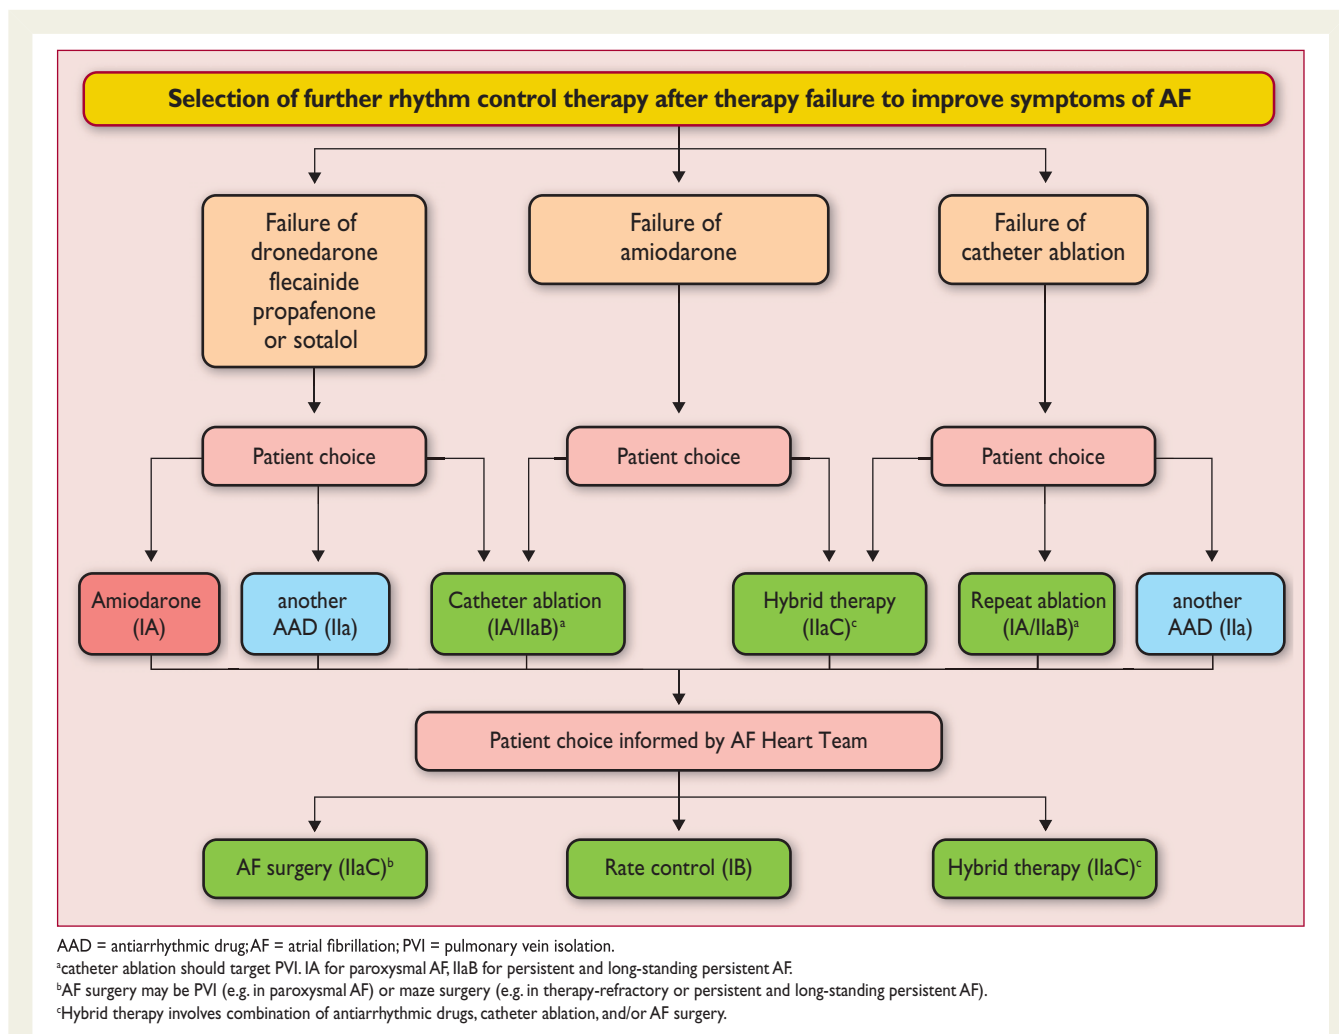 Selection of further rhythm control therapy after therapy failure to improve symptoms of AF
Failure of
dronedarone
flecainide
propafenone
or sotalol
Failure of
amiodarone
Failure of
catheter ablation
Patient choice
Patient choice
Patient choice
Amiodarone
(IA)
another
AAD (IIa)
Catheter ablation
(IA/IIaB)ᵃ
Hybrid therapy
(IIaC)ᶜ
Repeat ablation
(IA/IIaB)ᵃ
another
AAD (IIa)
Patient choice informed by AF Heart Team
AF surgery (IIaC)ᵇ
Rate control (IB)
Hybrid therapy (IIaC)ᶜ
AAD = antiarrhythmic drug; AF = atrial fibrillation; PVI = pulmonary vein isolation.
ᵃcatheter ablation should target PVI. IA for paroxysmal AF, IIaB for persistent and long-standing persistent AF.
ᵇAF surgery may be PVI (e.g. in paroxysmal AF) or maze surgery (e.g. in therapy-refractory or persistent and long-standing persistent AF).
ᶜHybrid therapy involves combination of antiarrhythmic drugs, catheter ablation, and/or AF surgery.